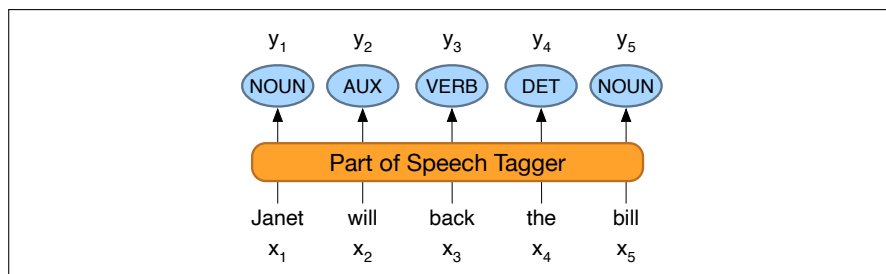 y1 y2 y3 y4 y5
NOUN AUX VERB DET NOUN
Part of Speech Tagger
Janet will back the bill
x1 x2 x3 x4 x5